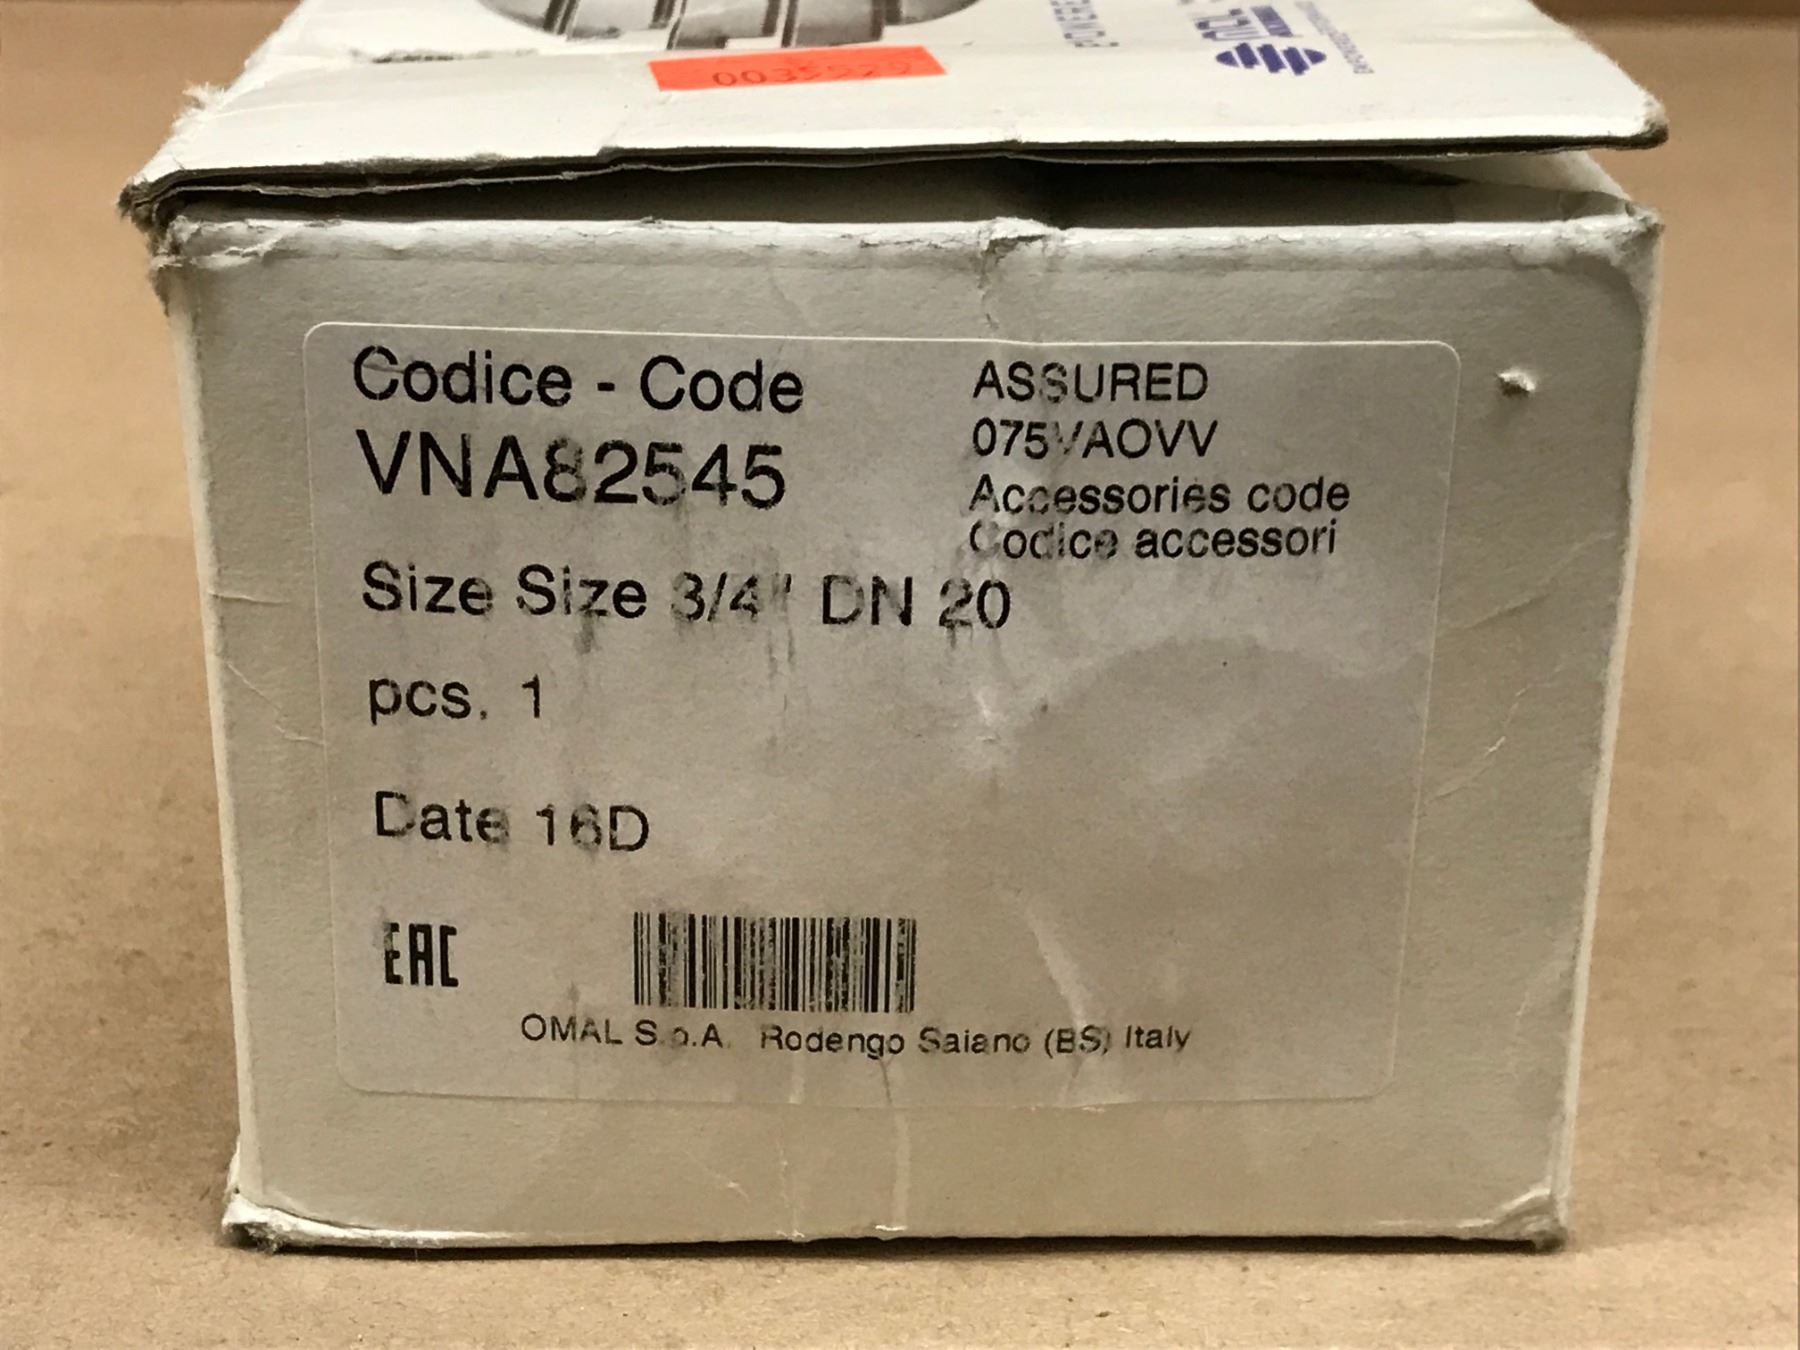 Codice - Code
VNA82545
Size Size 3/4" DN 20
pcs. 1
Date 16D
ASSURED
075VAOVV
Accessories code
Codice accessori
EAC
OMAL S.p.A. Rodengo Saiano (BS) Italy